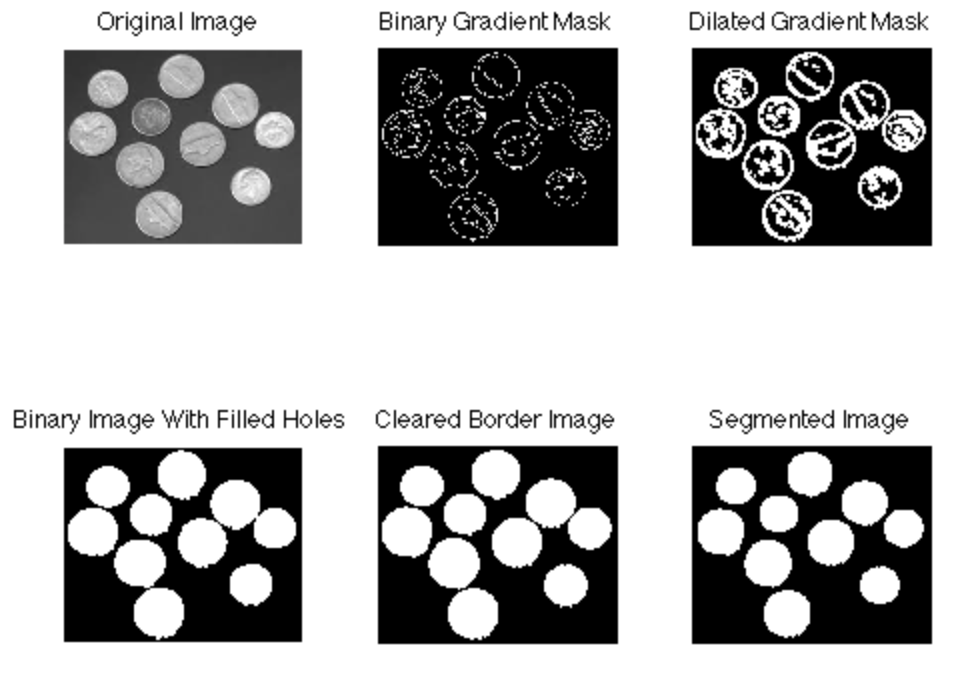 Original Image
Binary Gradient Mask
Dilated Gradient Mask
Binary Image With Filled Holes
Cleared Border Image
Segmented Image